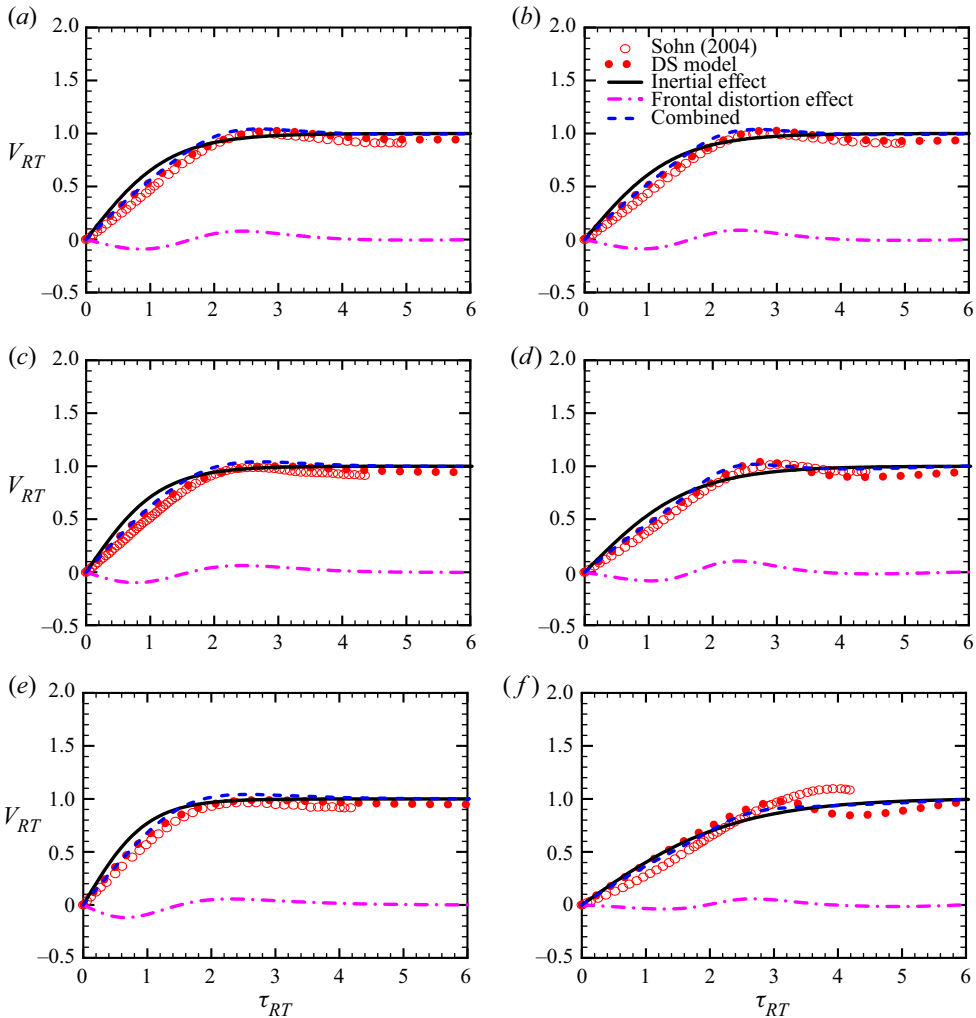 (a)
2.0
1.5
1.0
0.5
0
–0.5
V_RT
0 1 2 3 4 5 6
(b)
2.0
1.5
1.0
0.5
0
–0.5
0 1 2 3 4 5 6
Sohn (2004)
DS model
Inertial effect
Frontal distortion effect
Combined
(c)
2.0
1.5
1.0
0.5
0
–0.5
V_RT
0 1 2 3 4 5 6
(d)
2.0
1.5
1.0
0.5
0
–0.5
0 1 2 3 4 5 6
(e)
2.0
1.5
1.0
0.5
0
–0.5
V_RT
0 1 2 3 4 5 6
τ_RT
(f)
2.0
1.5
1.0
0.5
0
–0.5
0 1 2 3 4 5 6
τ_RT